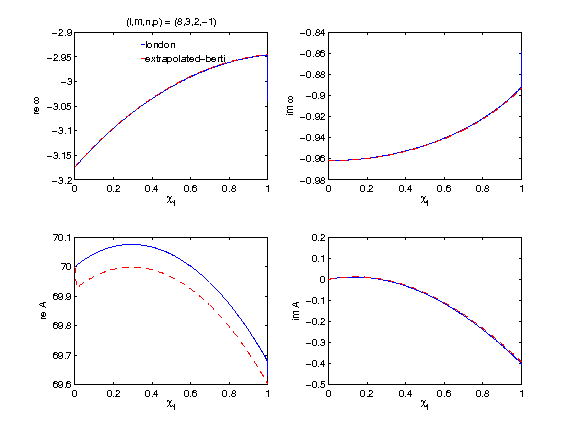 (l,m,n,p) = (8,3,2,−1)
−2.9
−2.95
−3
−3.05
−3.1
−3.15
−3.2
re ω
london
extrapolated−berti
0 0.2 0.4 0.6 0.8 1
χf
−0.84
−0.86
−0.88
−0.9
−0.92
−0.94
−0.96
−0.98
im ω
0 0.2 0.4 0.6 0.8 1
χf
70.1
70
69.9
69.8
69.7
69.6
re A
0 0.2 0.4 0.6 0.8 1
χf
0.2
0.1
0
−0.1
−0.2
−0.3
−0.4
−0.5
im A
0 0.2 0.4 0.6 0.8 1
χf